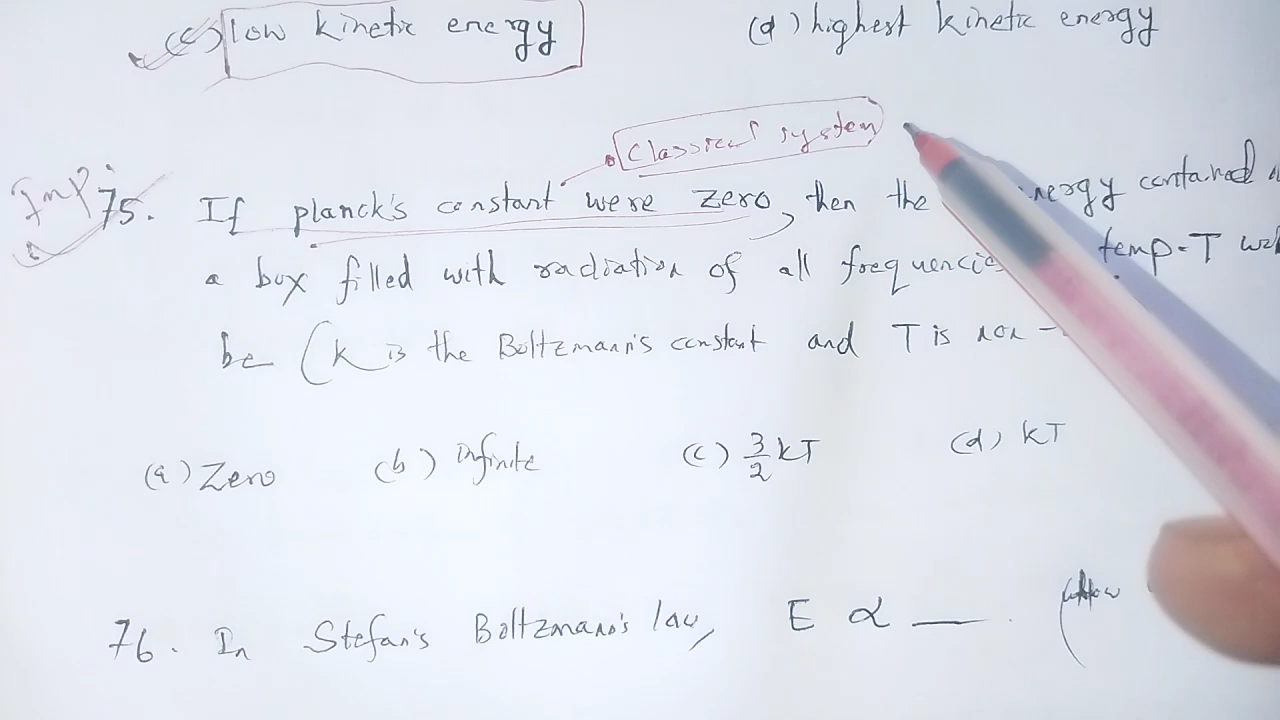 (c) low kinetic energy (d) highest kinetic energy
Classical system
Imp 75. If planck's constant were zero, then the nergy contained
a box filled with radiation of all frequencies temp-T
be (K is the Boltzmann's constant and T is non-
(a) Zero (b) infinite (c) 3/2 KT (d) KT
76. In Stefan's Boltzmann's law, E ∝ ___.